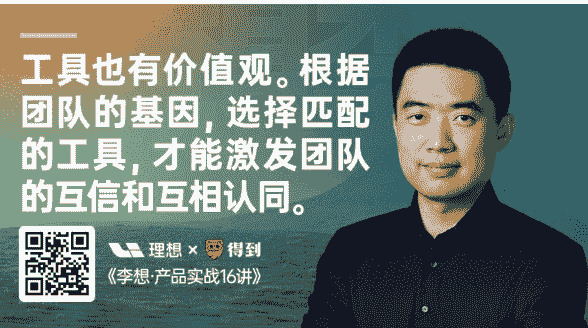 工具也有价值观。根据
团队的基因，选择匹配
的工具，才能激发团队
的互信和互相认同。
理想 × 得到
《李想·产品实战16讲》